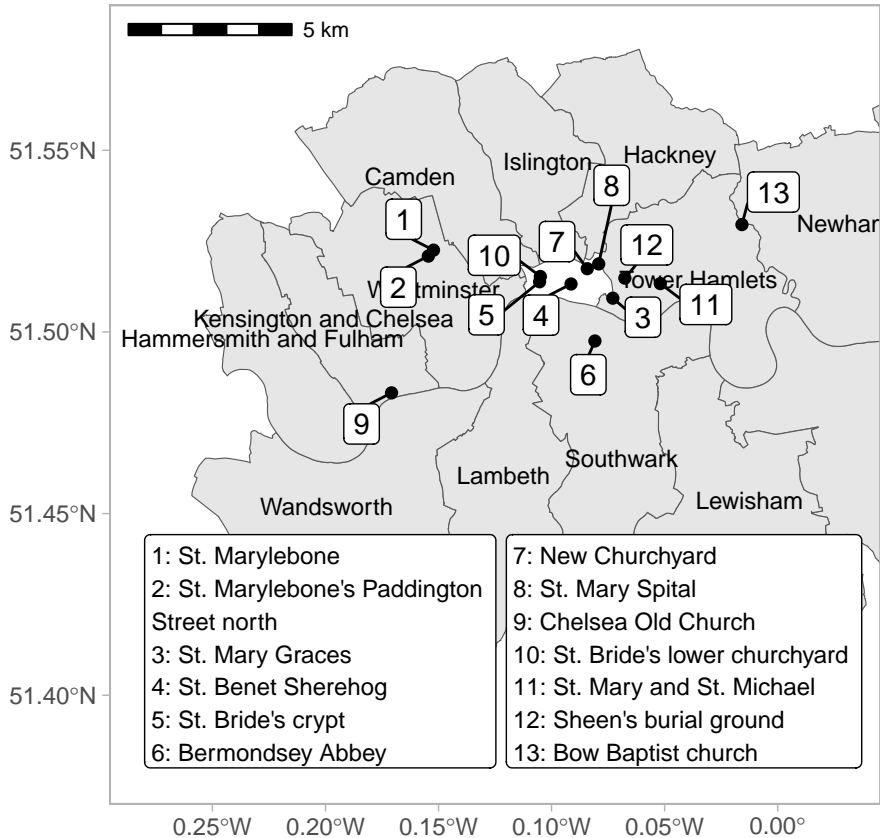 5 km
51.55°N
51.50°N
51.45°N
51.40°N
Hackney
Islington
Camden
8
13
1
Newham
7
12
10
2
Westminster
Tower Hamlets
5
4
3
11
Kensington and Chelsea
Hammersmith and Fulham
6
9
Southwark
Lambeth
Lewisham
Wandsworth
1: St. Marylebone
2: St. Marylebone's Paddington
Street north
3: St. Mary Graces
4: St. Benet Sherehog
5: St. Bride's crypt
6: Bermondsey Abbey
7: New Churchyard
8: St. Mary Spital
9: Chelsea Old Church
10: St. Bride's lower churchyard
11: St. Mary and St. Michael
12: Sheen's burial ground
13: Bow Baptist church
0.25°W
0.20°W
0.15°W
0.10°W
0.05°W
0.00°